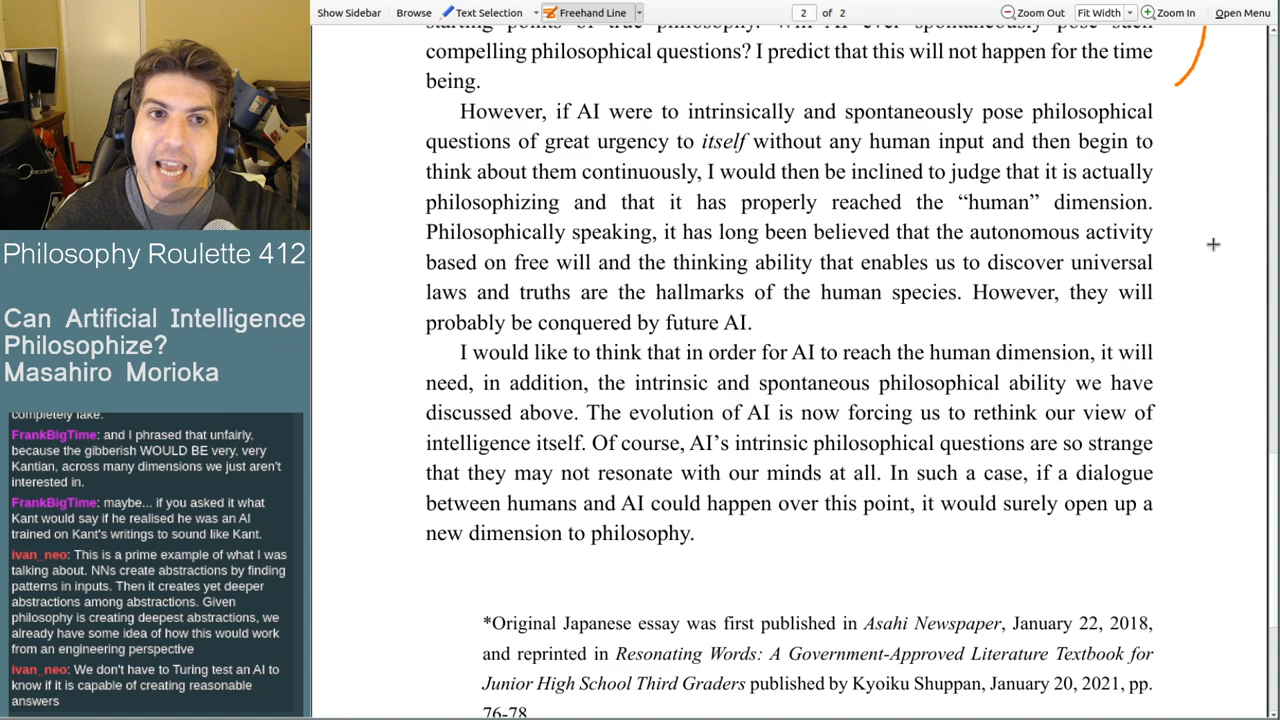 Show Sidebar Browse Text Selection Freehand Line 2 of 2 Zoom Out Fit Width Zoom In Open Menu
compelling philosophical questions? I predict that this will not happen for the time
being.
However, if AI were to intrinsically and spontaneously pose philosophical
questions of great urgency to itself without any human input and then begin to
think about them continuously, I would then be inclined to judge that it is actually
philosophizing and that it has properly reached the “human” dimension.
Philosophically speaking, it has long been believed that the autonomous activity
based on free will and the thinking ability that enables us to discover universal
laws and truths are the hallmarks of the human species. However, they will
probably be conquered by future AI.
I would like to think that in order for AI to reach the human dimension, it will
need, in addition, the intrinsic and spontaneous philosophical ability we have
discussed above. The evolution of AI is now forcing us to rethink our view of
intelligence itself. Of course, AI’s intrinsic philosophical questions are so strange
that they may not resonate with our minds at all. In such a case, if a dialogue
between humans and AI could happen over this point, it would surely open up a
new dimension to philosophy.
*Original Japanese essay was first published in Asahi Newspaper, January 22, 2018,
and reprinted in Resonating Words: A Government-Approved Literature Textbook for
Junior High School Third Graders published by Kyoiku Shuppan, January 20, 2021, pp.
76-78
Philosophy Roulette 412
Can Artificial Intelligence
Philosophize?
Masahiro Morioka
completely fake.
FrankBigTime: and I phrased that unfairly,
because the gibberish WOULD BE very, very
Kantian, across many dimensions we just aren't
interested in.
FrankBigTime: maybe... if you asked it what
Kant would say if he realised he was an AI
trained on Kant's writings to sound like Kant.
ivan_neo: This is a prime example of what I was
talking about. NNs create abstractions by finding
patterns in inputs. Then it creates yet deeper
abstractions among abstractions. Given
philosophy is creating deepest abstractions, we
already have some idea of how this would work
from an engineering perspective
ivan_neo: We don't have to Turing test an AI to
know if it is capable of creating reasonable
answers